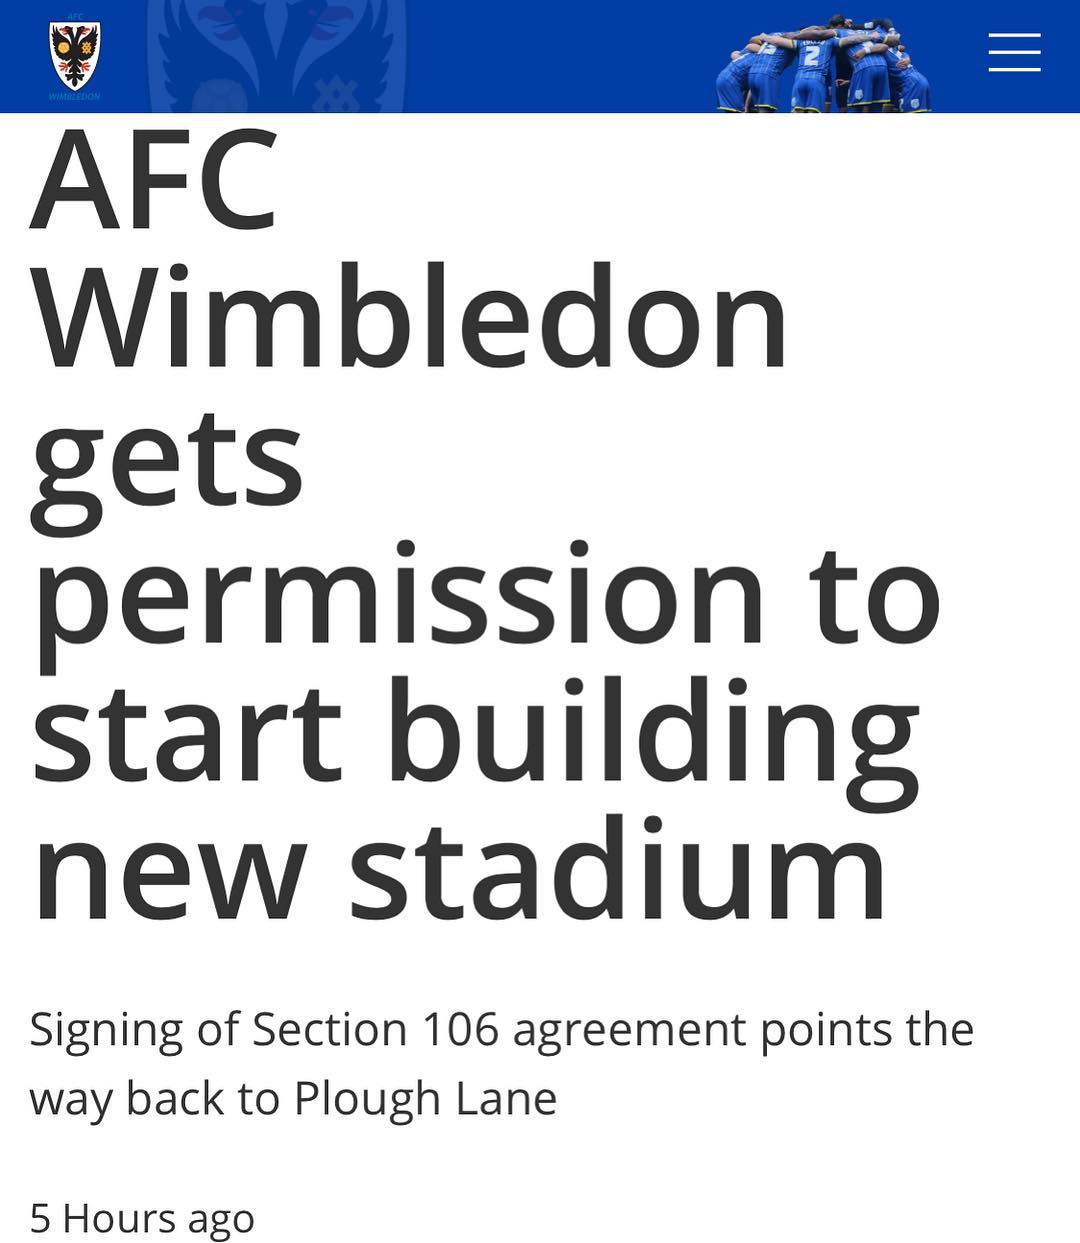 AFC
WIMBLEDON
2
AFC
Wimbledon
gets
permission to
start building
new stadium
Signing of Section 106 agreement points the
way back to Plough Lane
5 Hours ago